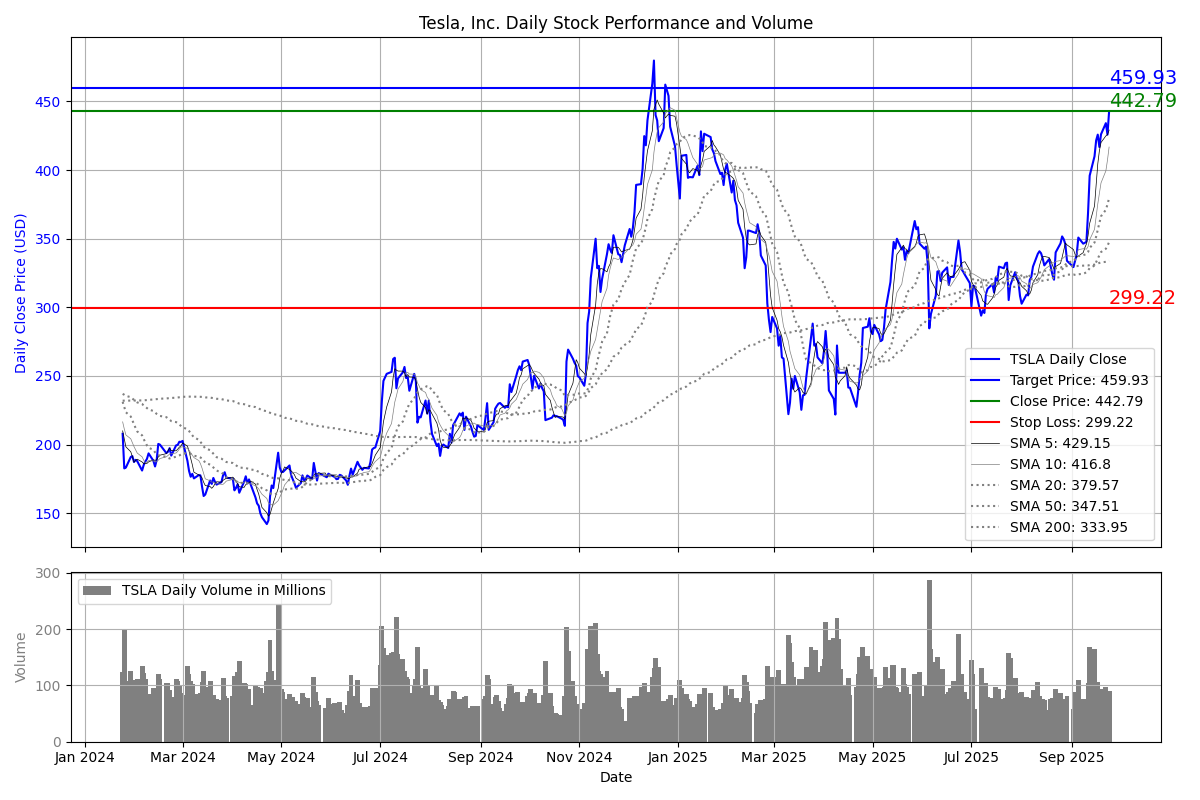 Tesla, Inc. Daily Stock Performance and Volume
459.93
442.79
299.22
Daily Close Price (USD)
450
400
350
300
250
200
150
TSLA Daily Close
Target Price: 459.93
Close Price: 442.79
Stop Loss: 299.22
SMA 5: 429.15
SMA 10: 416.8
SMA 20: 379.57
SMA 50: 347.51
SMA 200: 333.95
Volume
300
200
100
0
TSLA Daily Volume in Millions
Jan 2024 Mar 2024 May 2024 Jul 2024 Sep 2024 Nov 2024 Jan 2025 Mar 2025 May 2025 Jul 2025 Sep 2025
Date